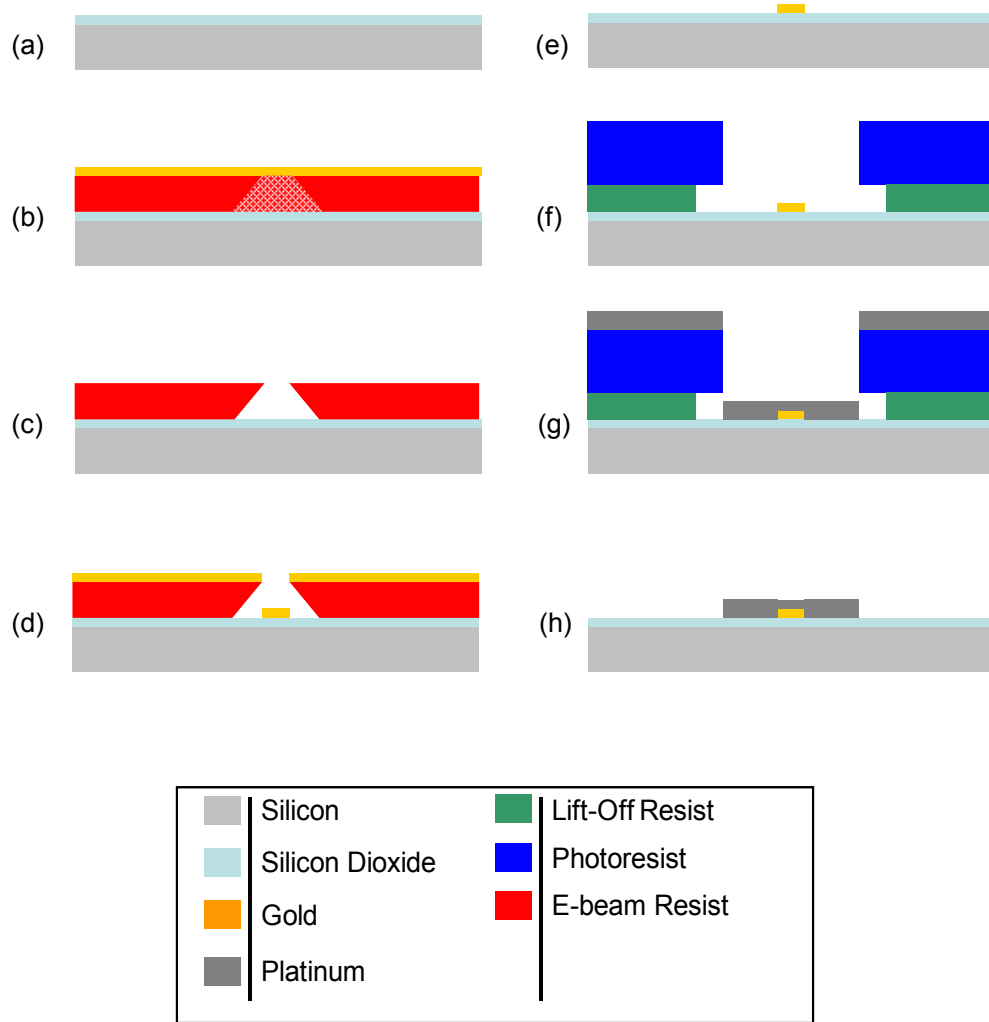 (a)
(b)
(c)
(d)
(e)
(f)
(g)
(h)
Silicon
Silicon Dioxide
Gold
Platinum
Lift-Off Resist
Photoresist
E-beam Resist